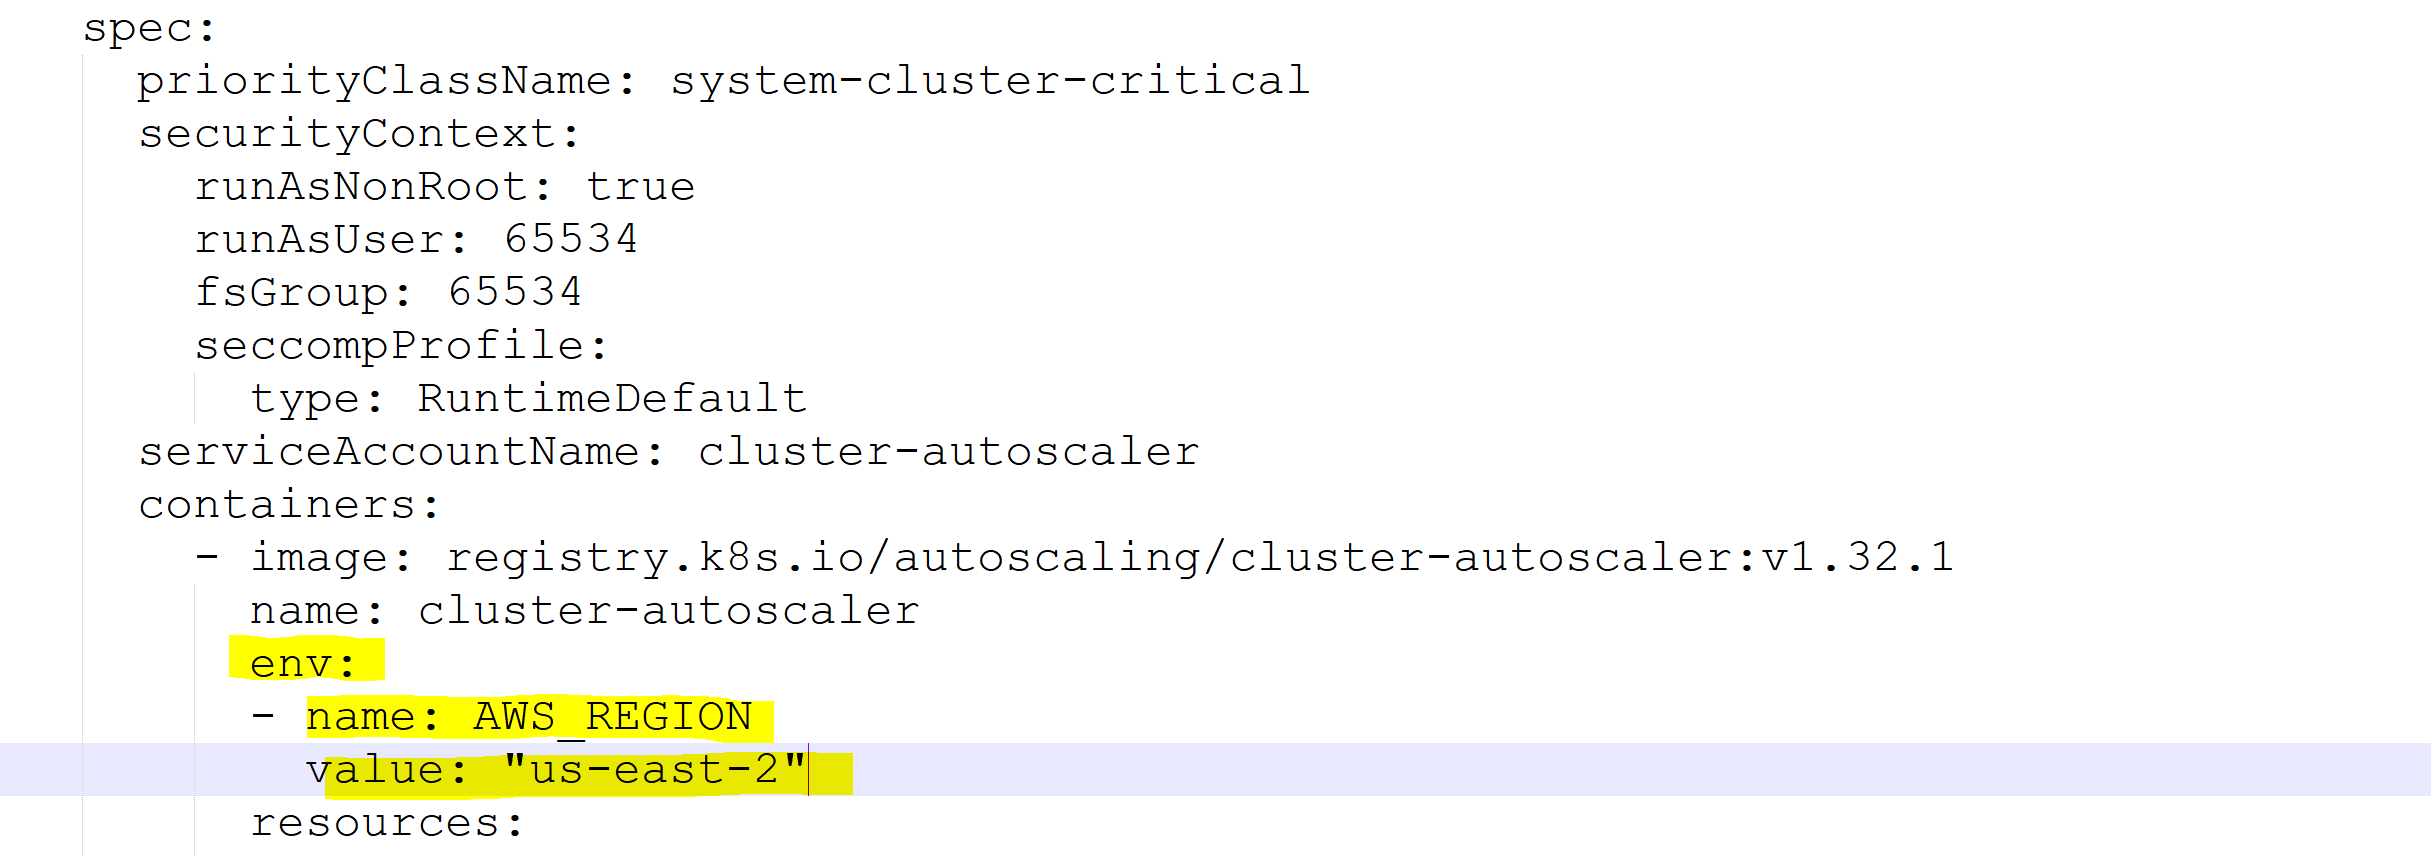 spec:
  priorityClassName: system-cluster-critical
  securityContext:
    runAsNonRoot: true
    runAsUser: 65534
    fsGroup: 65534
    seccompProfile:
      type: RuntimeDefault
  serviceAccountName: cluster-autoscaler
  containers:
    - image: registry.k8s.io/autoscaling/cluster-autoscaler:v1.32.1
      name: cluster-autoscaler
      env:
      - name: AWS_REGION
        value: "us-east-2"
      resources: